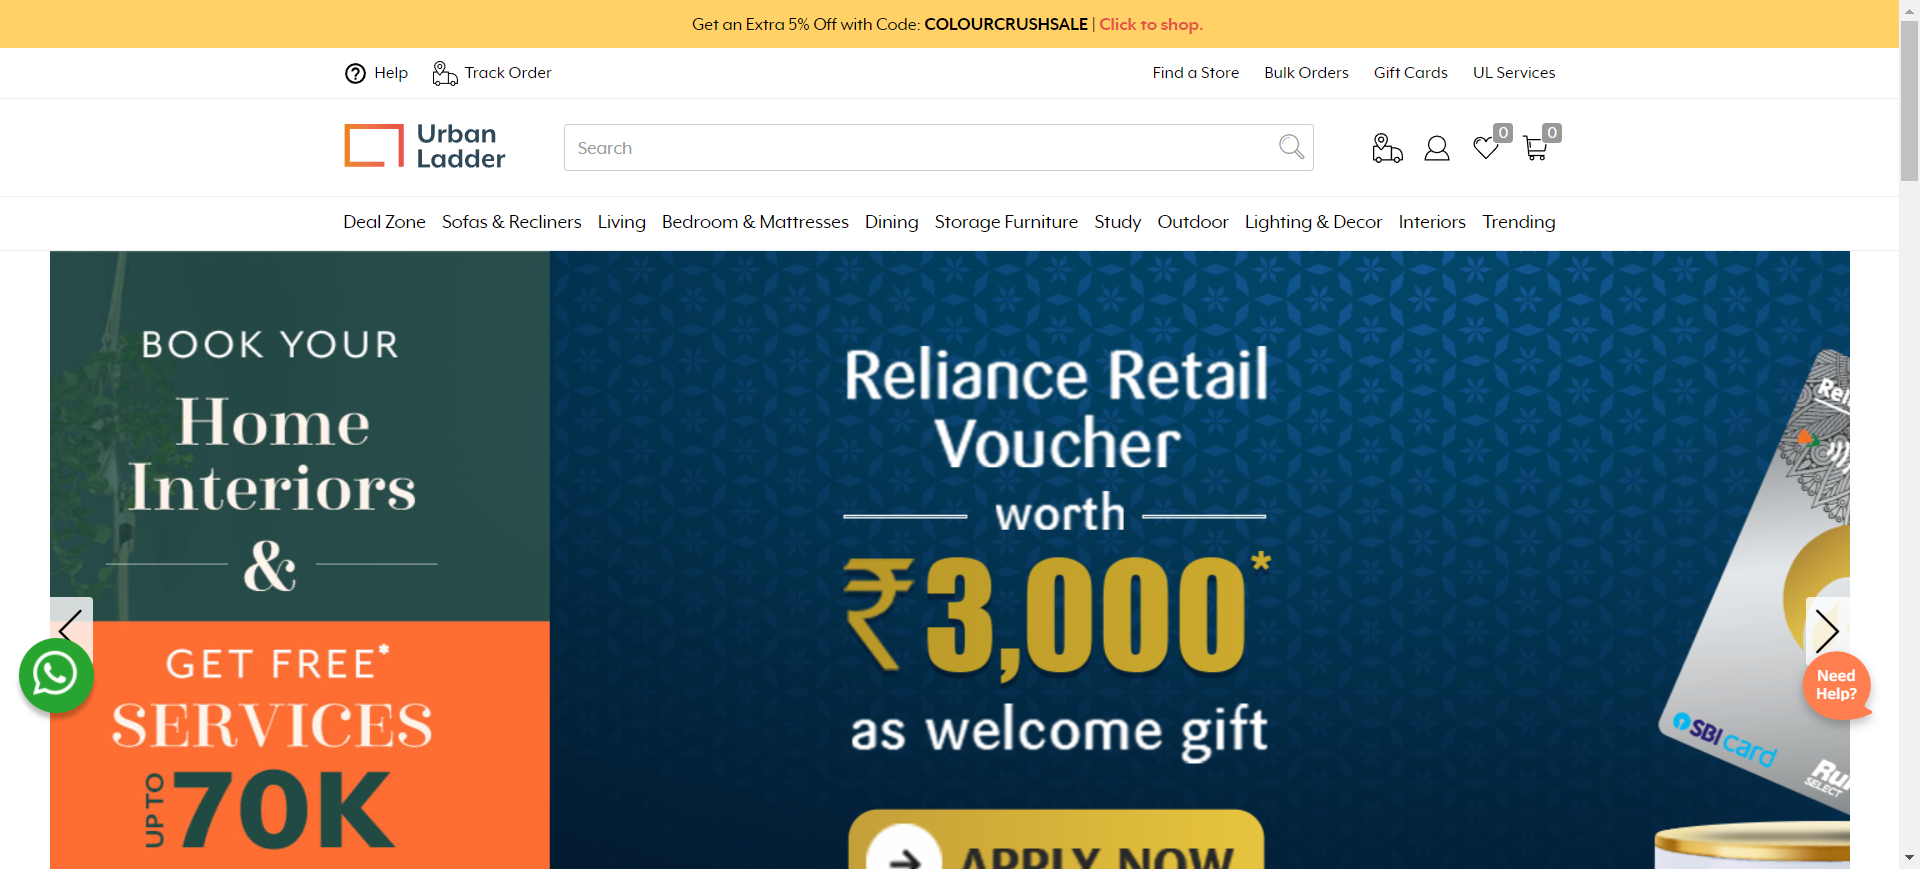 Get an Extra 5% Off with Code: COLOURCRUSHSALE | Click to shop.
Help Track Order Find a Store Bulk Orders Gift Cards UL Services
Urban
Ladder
Search
0
0
Deal Zone Sofas & Recliners Living Bedroom & Mattresses Dining Storage Furniture Study Outdoor Lighting & Decor Interiors Trending
BOOK YOUR
Home
Interiors
&
GET FREE*
SERVICES
UP TO 70K
Reliance Retail
Voucher
worth
₹3,000*
as welcome gift
APPLY NOW
SBI card
SELECT
Need
Help?